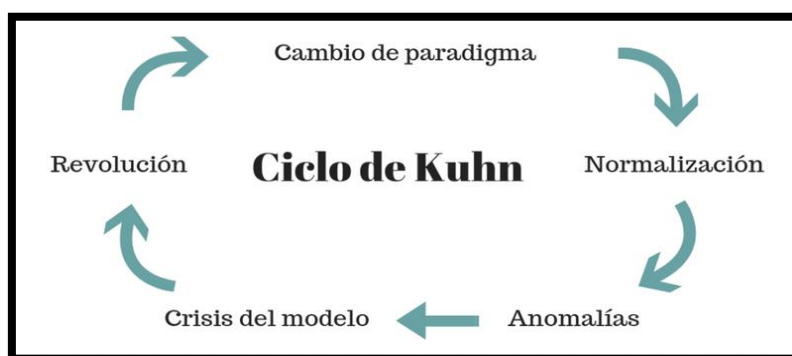 Cambio de paradigma
Revolución
Ciclo de Kuhn
Normalización
Crisis del modelo
Anomalías